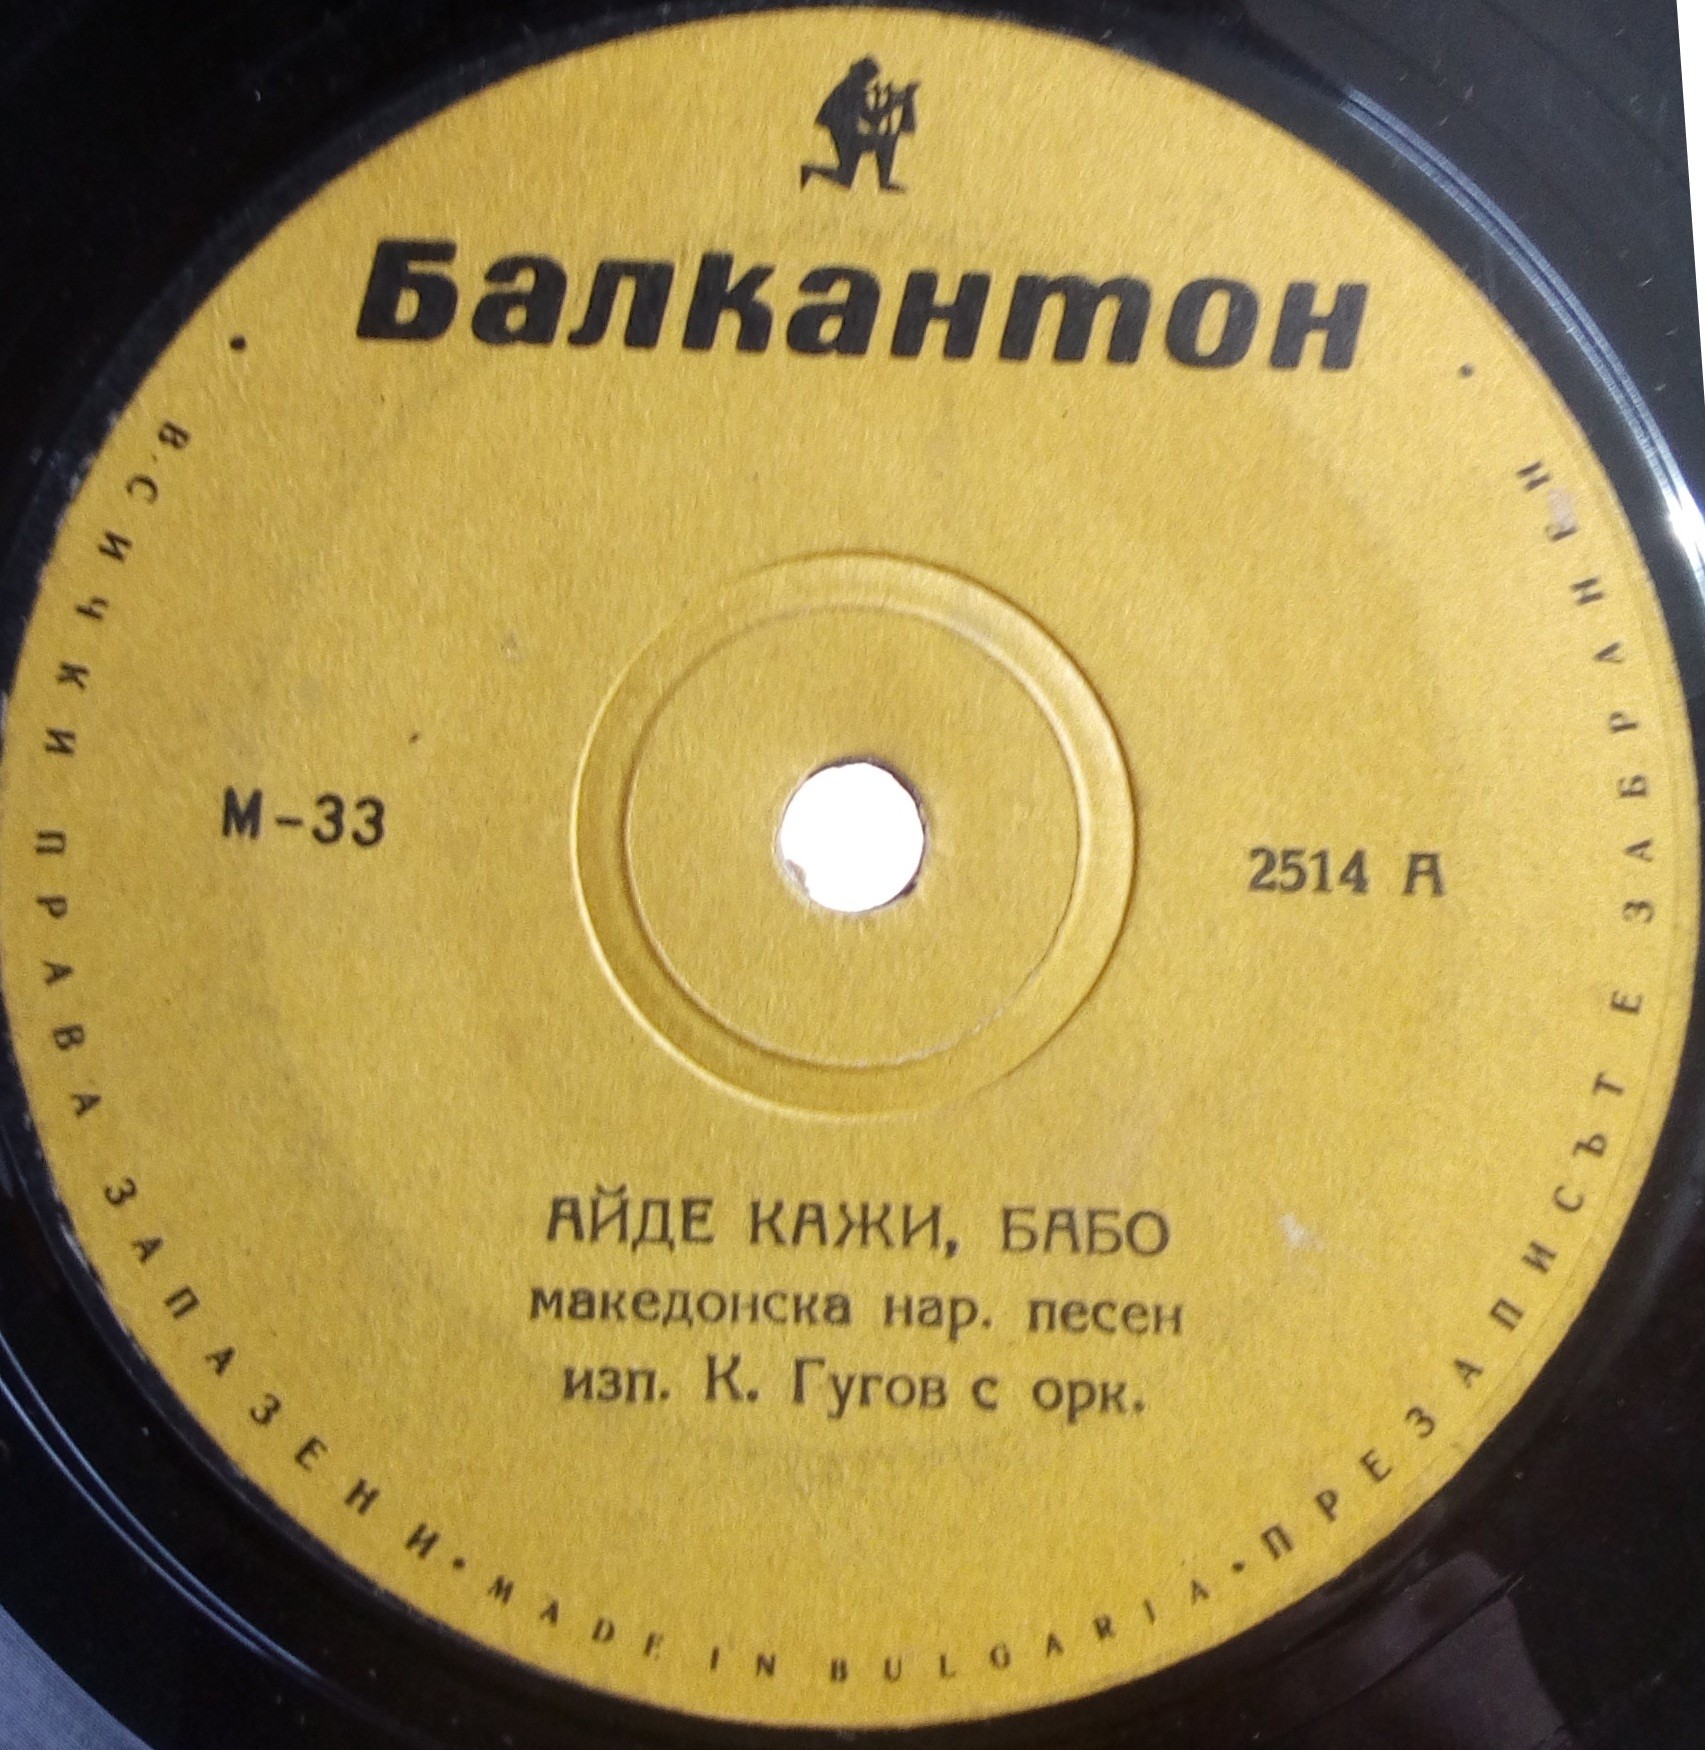 Балкантон
М-33
2514 А
АЙДЕ КАЖИ, БАБО
македонска нар. песен
изп. К. Гугов с орк.
• ВСИЧКИ ПРАВА ЗАПАЗЕНИ • MADE IN BULGARIA • ПРЕЗАПИСЪТ Е ЗАБРАНЕН •